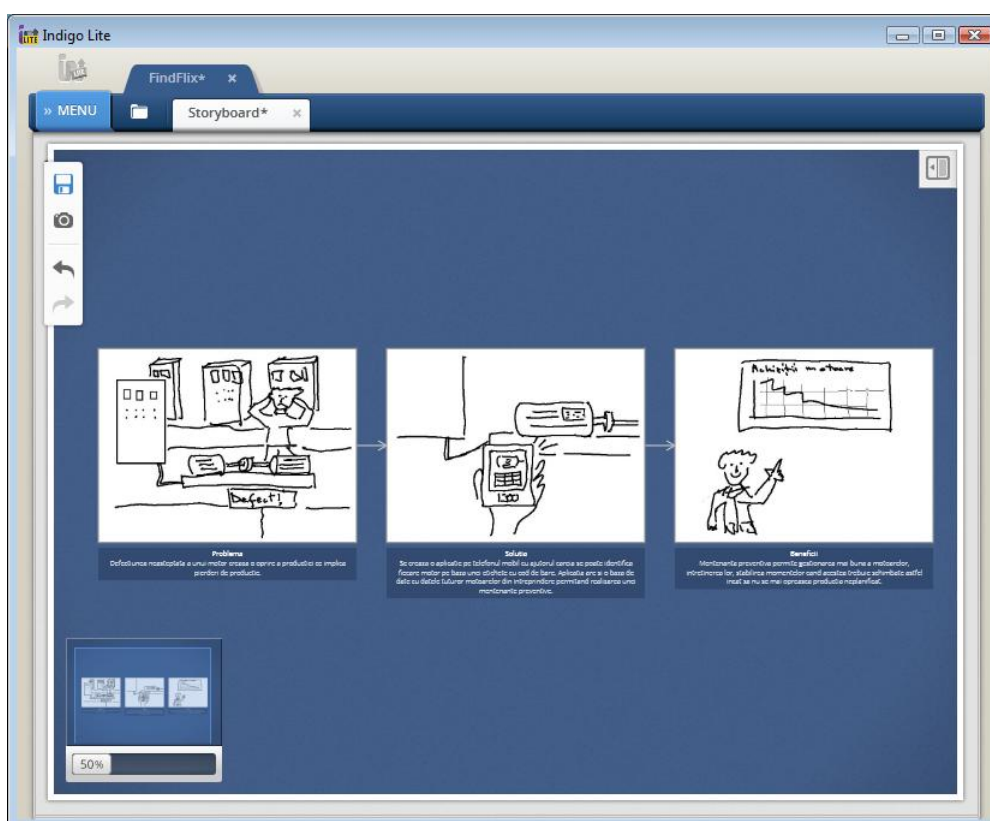 Indigo Lite
FindFlix*
» MENU
Storyboard*
Achizitii motoare
Defect!
Problema
Defectiunea neasteptata a unui motor creeaza o oprire a productiei ce implica
pierderi de productie.
Solutia
Se creeaza o aplicatie pe telefonul mobil cu ajutorul careia se poate identifica
fiecare motor pe baza unei etichete cu cod de bare. Aplicatia are si o baza de
date cu datele tuturor motoarelor din intreprindere permitand realizarea unei
mentenante preventive.
Beneficii
Mentenanta preventiva permite gestionarea mai buna a motoarelor,
intretinerea lor, stabilirea momentelor cand acestea trebuie schimbate astfel
incat sa nu se mai opreasca productia neplanificat.
50%